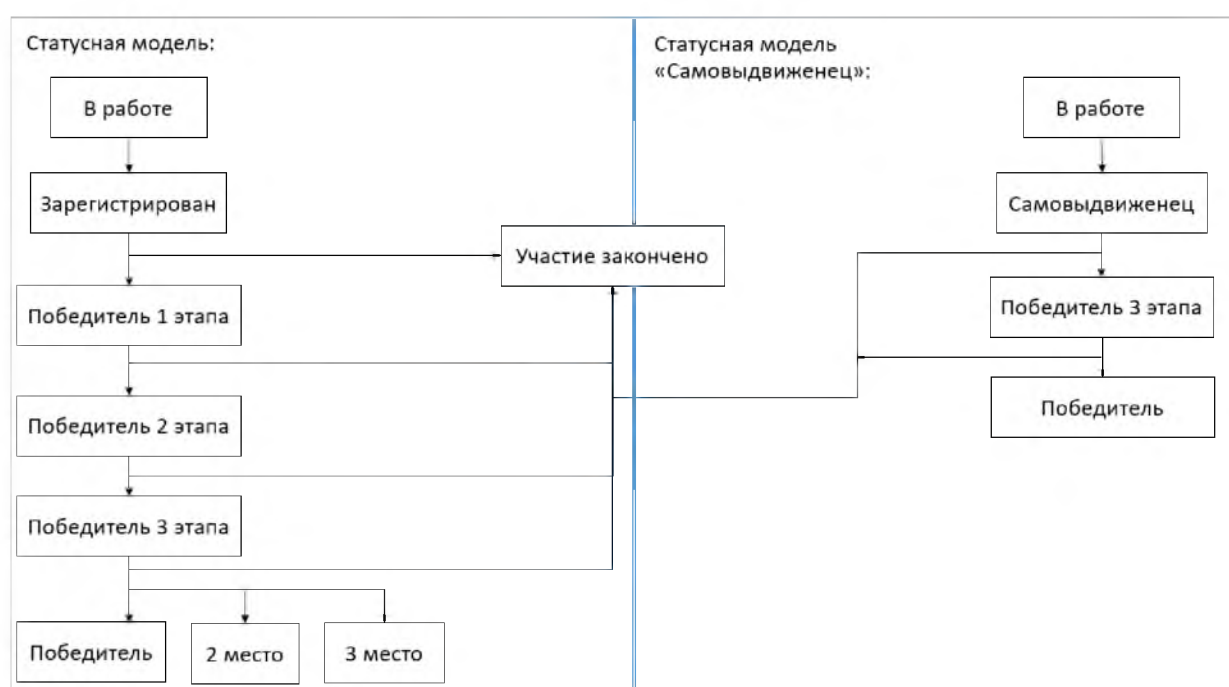 Статусная модель:
В работе
Зарегистрирован
Участие закончено
Победитель 1 этапа
Победитель 2 этапа
Победитель 3 этапа
Победитель
2 место
3 место
Статусная модель
«Самовыдвиженец»:
В работе
Самовыдвиженец
Победитель 3 этапа
Победитель